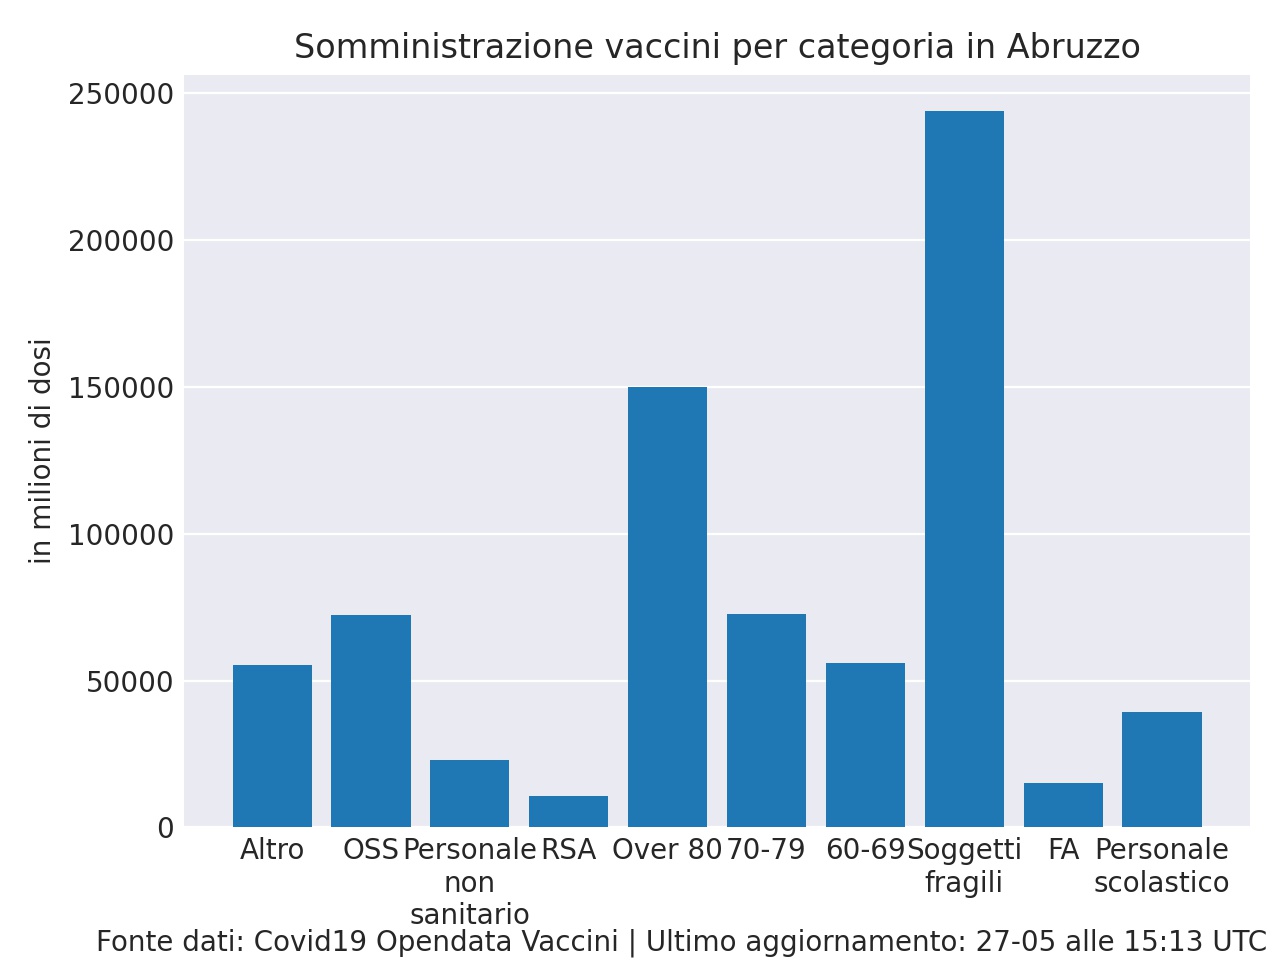 Somministrazione vaccini per categoria in Abruzzo
in milioni di dosi
250000
200000
150000
100000
50000
0
Altro
OSS
Personale
non
sanitario
RSA
Over 80
70-79
60-69
Soggetti
fragili
FA
Personale
scolastico
Fonte dati: Covid19 Opendata Vaccini | Ultimo aggiornamento: 27-05 alle 15:13 UTC